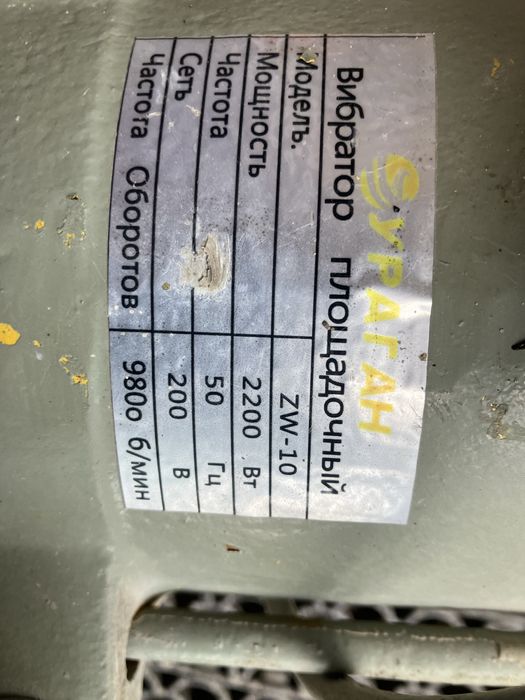 УРАГАН
Вибратор площадочный
Модель. ZW-10
Мощность 2200 Вт
Частота 50 Гц
Сеть 200 В
Частота Оборотов 980о б/мин